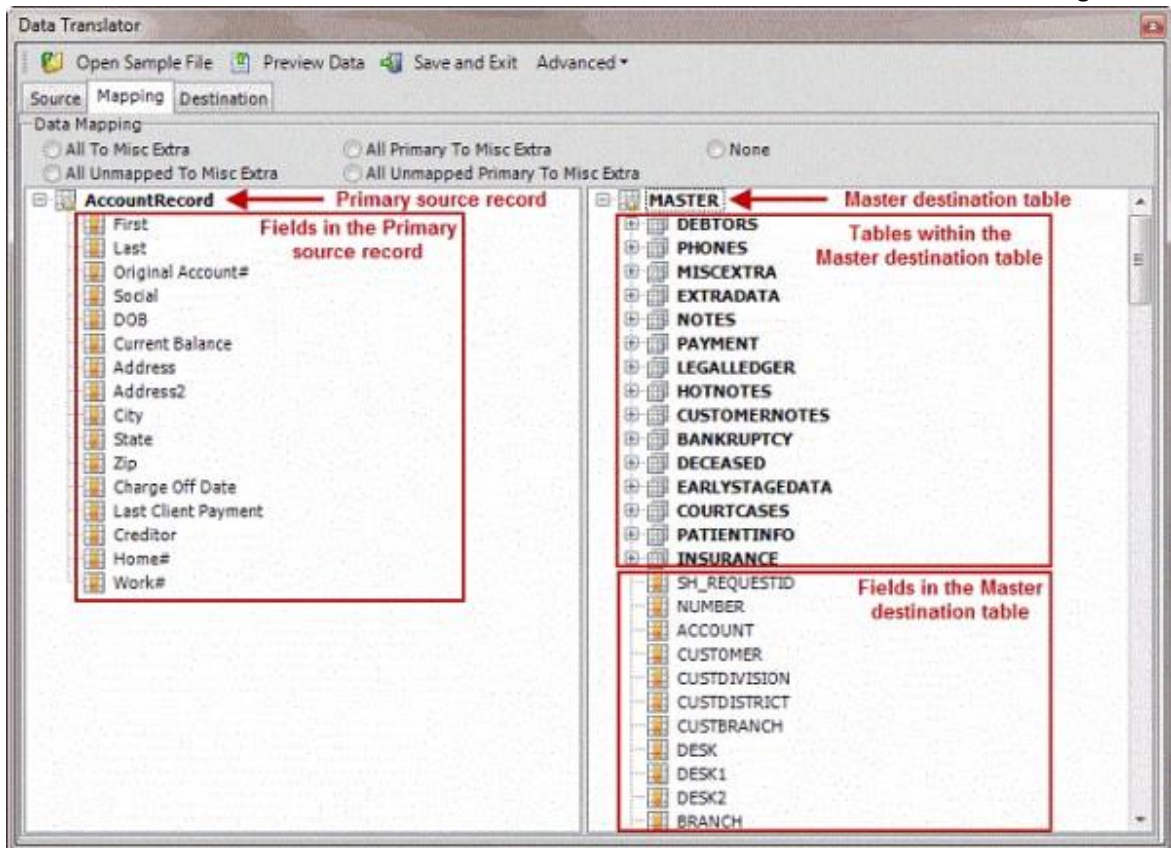 Data Translator
Open Sample File Preview Data Save and Exit Advanced
Source Mapping Destination
Data Mapping
All To Misc Extra All Primary To Misc Extra None
All Unmapped To Misc Extra All Unmapped Primary To Misc Extra
AccountRecord Primary source record
First
Last
Original Account#
Social
DOB
Current Balance
Address
Address2
City
State
Zip
Charge Off Date
Last Client Payment
Creditor
Home#
Work#
Fields in the Primary
source record
MASTER Master destination table
DEBTORS
PHONES
MISCEXTRA
EXTRADATA
NOTES
PAYMENT
LEGALLEDGER
HOTNOTES
CUSTOMERNOTES
BANKRUPTCY
DECEASED
EARLYSTAGEDATA
COURTCASES
PATIENTINFO
INSURANCE
Tables within the
Master destination table
SH_REQUESTID
NUMBER
ACCOUNT
CUSTOMER
CUSTDIVISION
CUSTDISTRICT
CUSTBRANCH
DESK
DESK1
DESK2
BRANCH
Fields in the Master
destination table